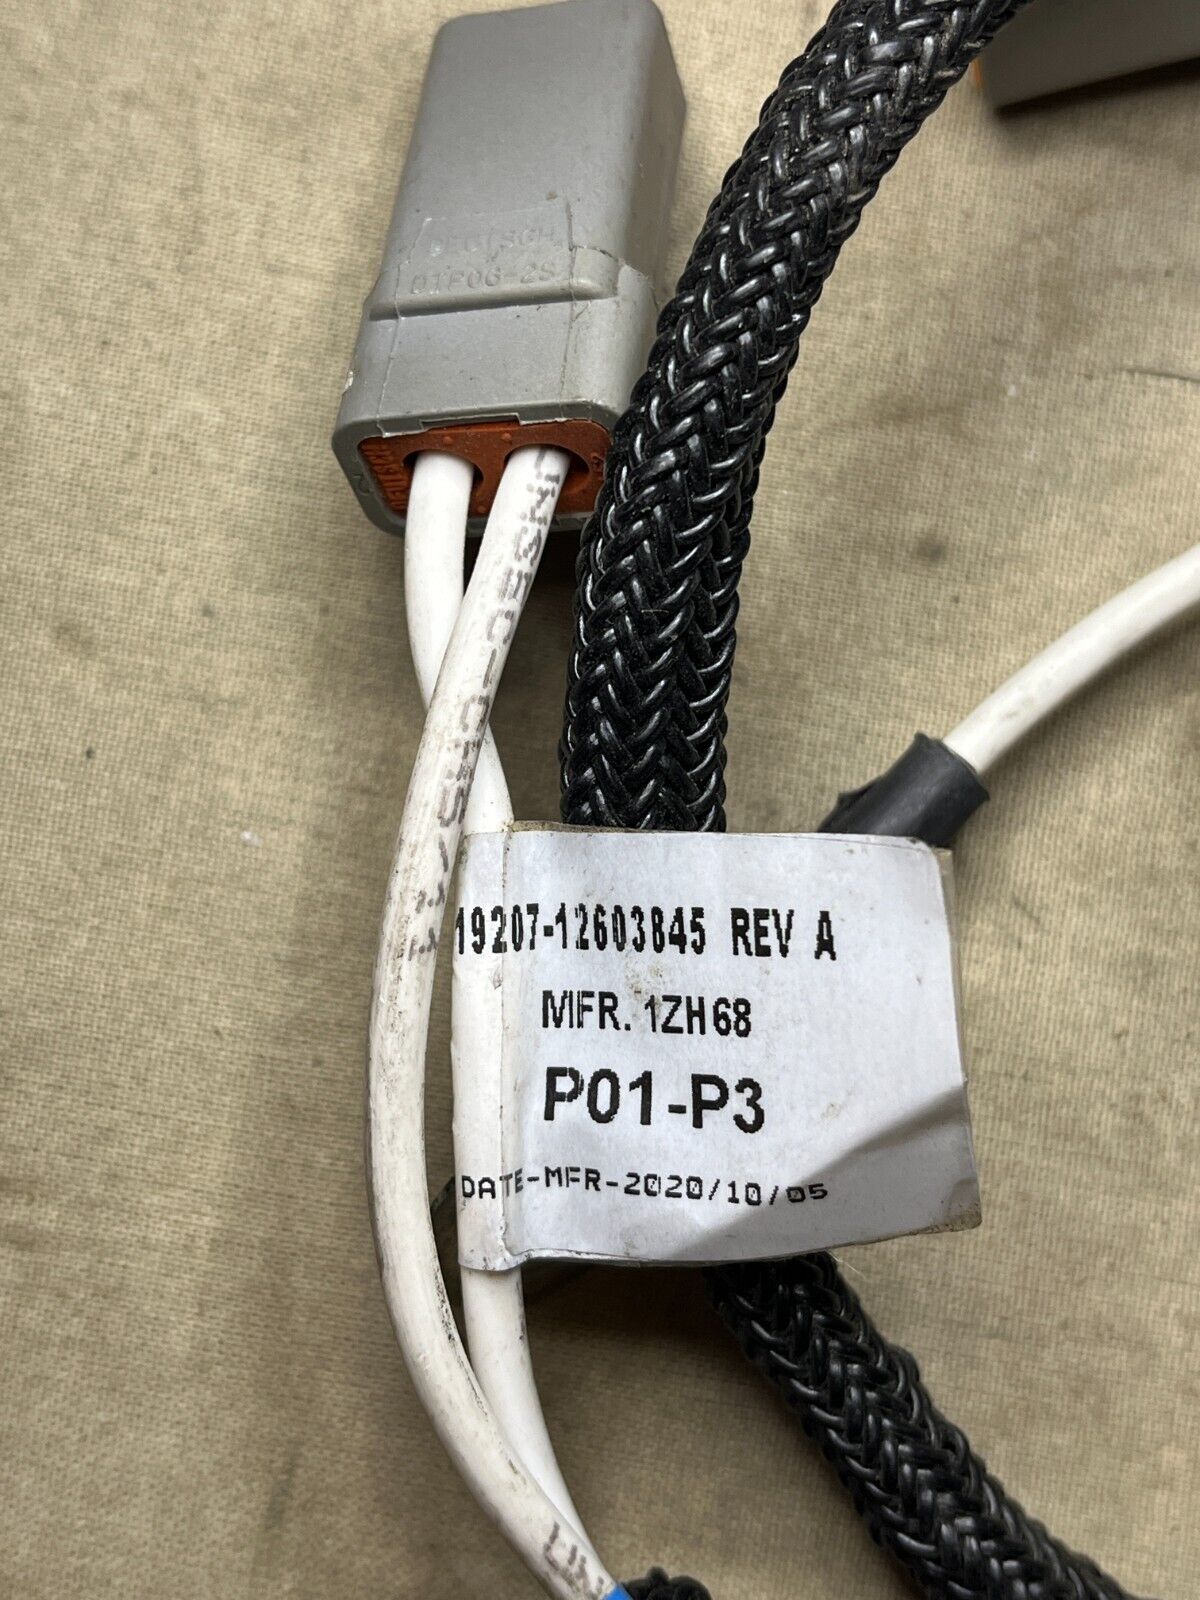 DEUTSCH
DTP06-2S
19207-12603845 REV A
MFR. 1ZH68
P01-P3
DATE-MFR-2020/10/05